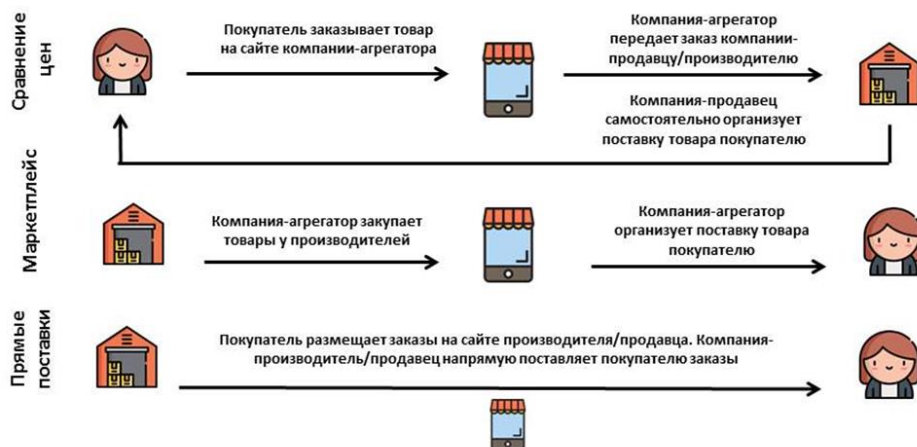 Сравнение
цен
Покупатель заказывает товар
на сайте компании-агрегатора
Компания-агрегатор
передает заказ компании-
продавцу/производителю
Компания-продавец
самостоятельно организует
поставку товара покупателю
Маркетплейс
Компания-агрегатор закупает
товары у производителей
Компания-агрегатор
организует поставку товара
покупателю
Прямые
поставки
Покупатель размещает заказы на сайте производителя/продавца. Компания-
производитель/продавец напрямую поставляет покупателю заказы